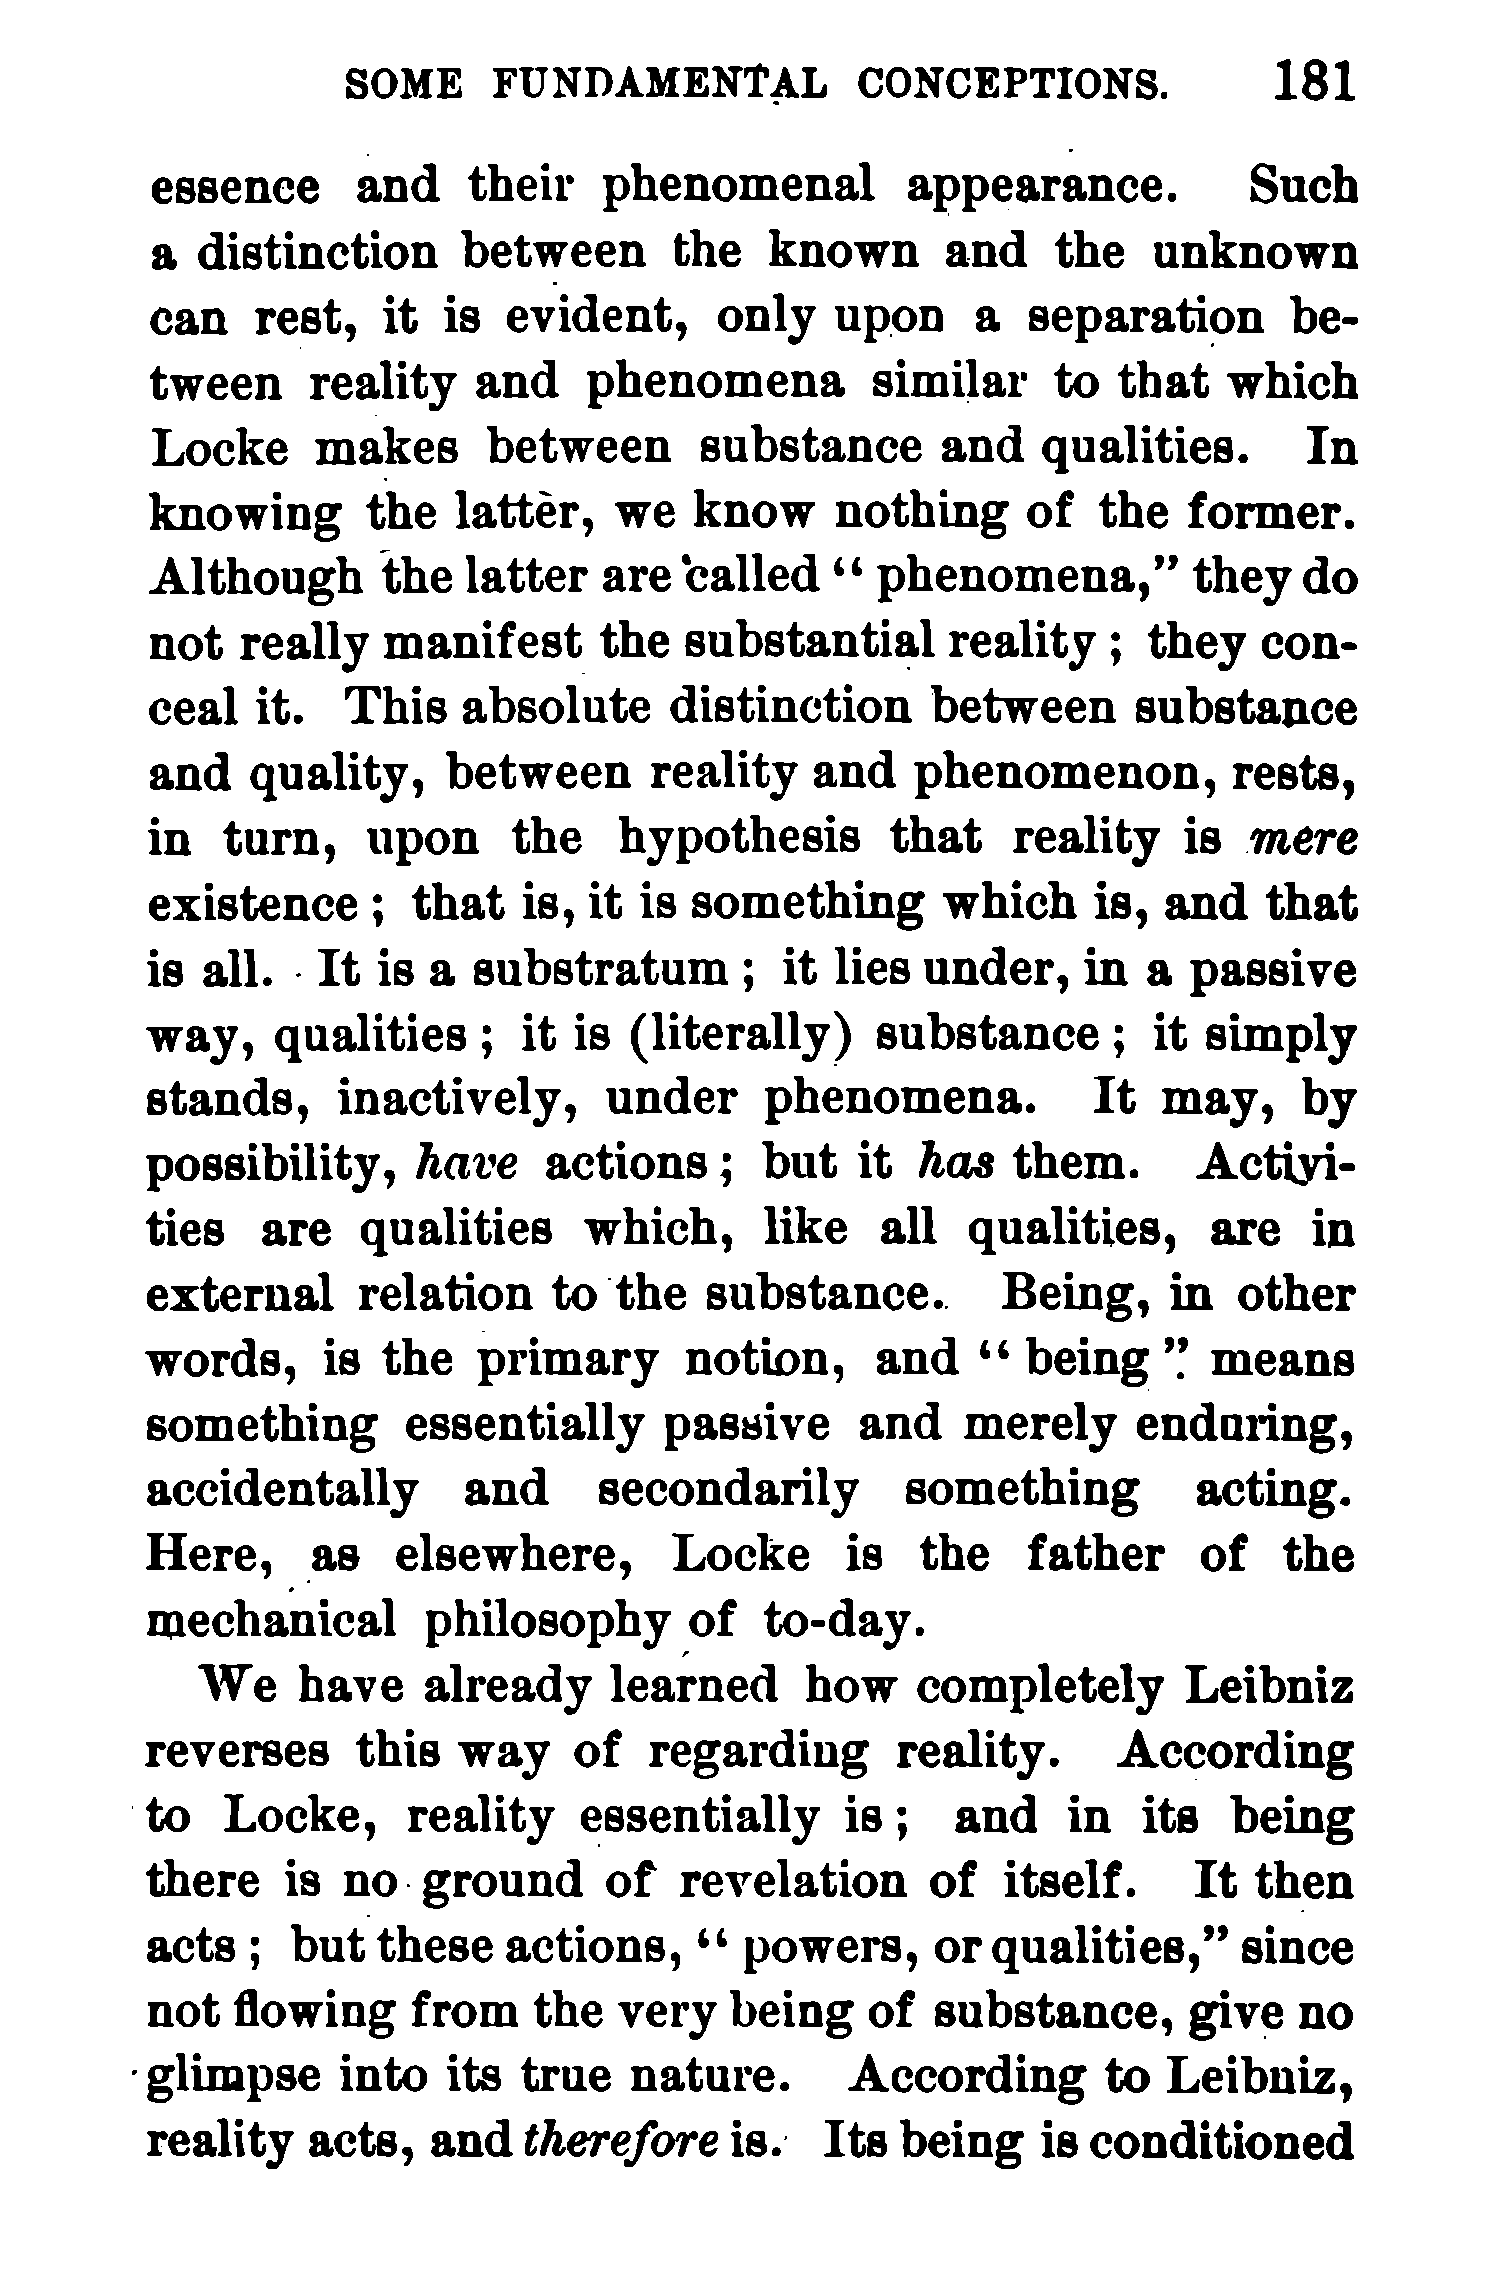 SOME FUNDAMENTAL CONCEPTIONS. 181
essence and their phenomenal appearance. Such
a distinction between the known and the unknown
can rest, it is evident, only upon a separation be-
tween reality and phenomena similar to that which
Locke makes between substance and qualities. In
knowing the latter, we know nothing of the former.
Although the latter are called “phenomena,” they do
not really manifest the substantial reality; they con-
ceal it. This absolute distinction between substance
and quality, between reality and phenomenon, rests,
in turn, upon the hypothesis that reality is mere
existence; that is, it is something which is, and that
is all. It is a substratum; it lies under, in a passive
way, qualities; it is (literally) substance; it simply
stands, inactively, under phenomena. It may, by
possibility, have actions; but it has them. Activi-
ties are qualities which, like all qualities, are in
external relation to the substance. Being, in other
words, is the primary notion, and “being” means
something essentially passive and merely enduring,
accidentally and secondarily something acting.
Here, as elsewhere, Locke is the father of the
mechanical philosophy of to-day.
We have already learned how completely Leibniz
reverses this way of regarding reality. According
to Locke, reality essentially is; and in its being
there is no ground of revelation of itself. It then
acts; but these actions, “powers, or qualities,” since
not flowing from the very being of substance, give no
glimpse into its true nature. According to Leibniz,
reality acts, and therefore is. Its being is conditioned